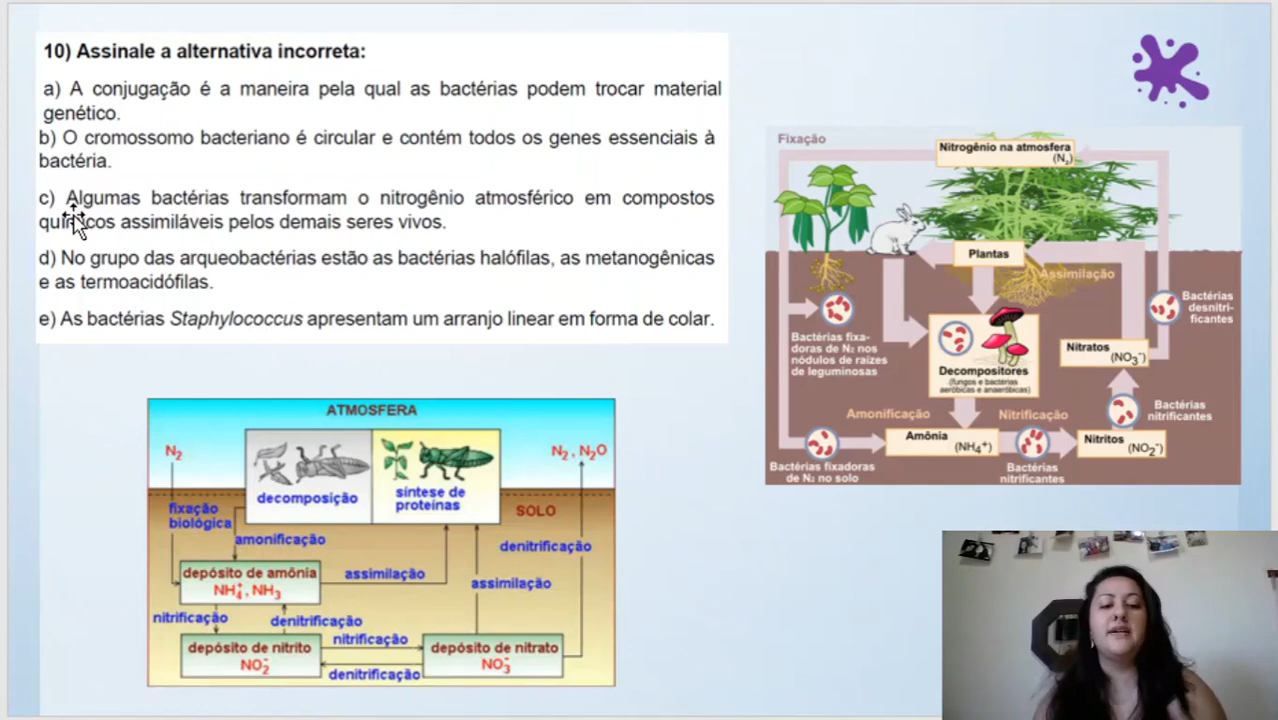 10) Assinale a alternativa incorreta:
a) A conjugação é a maneira pela qual as bactérias podem trocar material
genético.
b) O cromossomo bacteriano é circular e contém todos os genes essenciais à
bactéria.
c) Algumas bactérias transformam o nitrogênio atmosférico em compostos
químicos assimiláveis pelos demais seres vivos.
d) No grupo das arqueobactérias estão as bactérias halófilas, as metanogênicas
e as termoacidófilas.
e) As bactérias Staphylococcus apresentam um arranjo linear em forma de colar.
Fixação
Nitrogênio na atmosfera
(N₂)
Plantas
Assimilação
Bactérias
desnitri-
ficantes
Bactérias fixa-
doras de N₂ nos
nódulos de raízes
de leguminosas
Decompositores
(fungos e bactérias
aeróbicas e anaeróbicas)
Nitratos
(NO₃⁻)
Amonificação
Nitrificação
Bactérias
nitrificantes
Amônia
(NH₄⁺)
Nitritos
(NO₂⁻)
Bactérias fixadoras
de N₂ no solo
Bactérias
nitrificantes
ATMOSFERA
N₂
N₂, N₂O
decomposição
síntese de
proteínas
SOLO
fixação
biológica
amonificação
denitrificação
depósito de amônia
NH₄⁺, NH₃
assimilação
assimilação
nitrificação
denitrificação
depósito de nitrito
NO₂⁻
nitrificação
denitrificação
depósito de nitrato
NO₃⁻